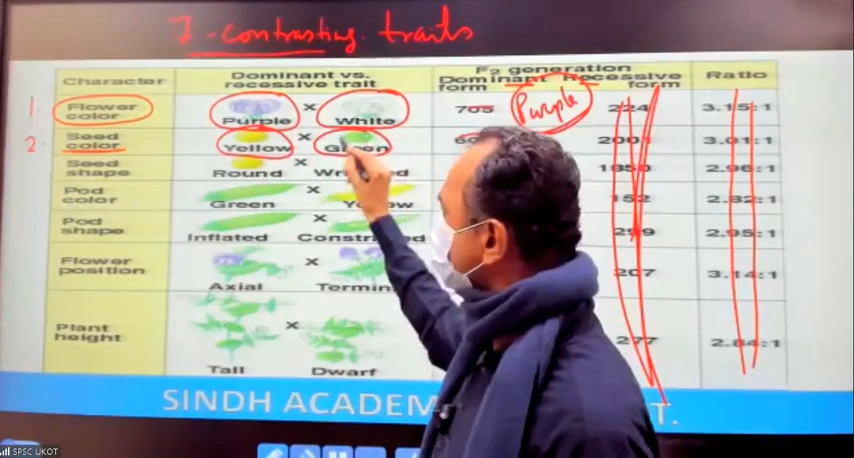 7 - contrasting traits
Character
Dominant vs. recessive trait
F2 generation
Dominant form
Recessive form
Ratio
1.
Flower color
Purple x White
705
Purple
224
3.15:1
2.
Seed color
Yellow x Green
3.01:1
Seed shape
Round x
1850
2.96:1
Pod color
Green x Yellow
152
2.82:1
Pod shape
Inflated x
299
2.95:1
Flower position
Axial x
207
3.14:1
Plant height
Tall x Dwarf
277
2.84:1
SINDH
T.
SPSC UKOT